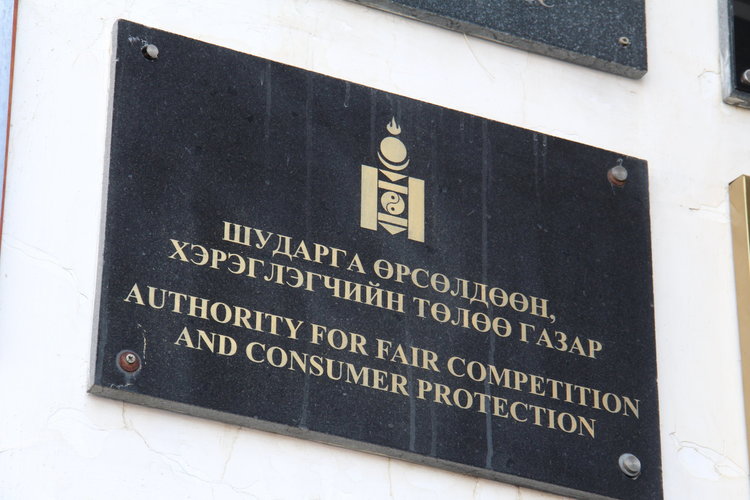 ШУДАРГА ӨРСӨЛДӨӨН,
ХЭРЭГЛЭГЧИЙН ТӨЛӨӨ ГАЗАР
AUTHORITY FOR FAIR COMPETITION
AND CONSUMER PROTECTION